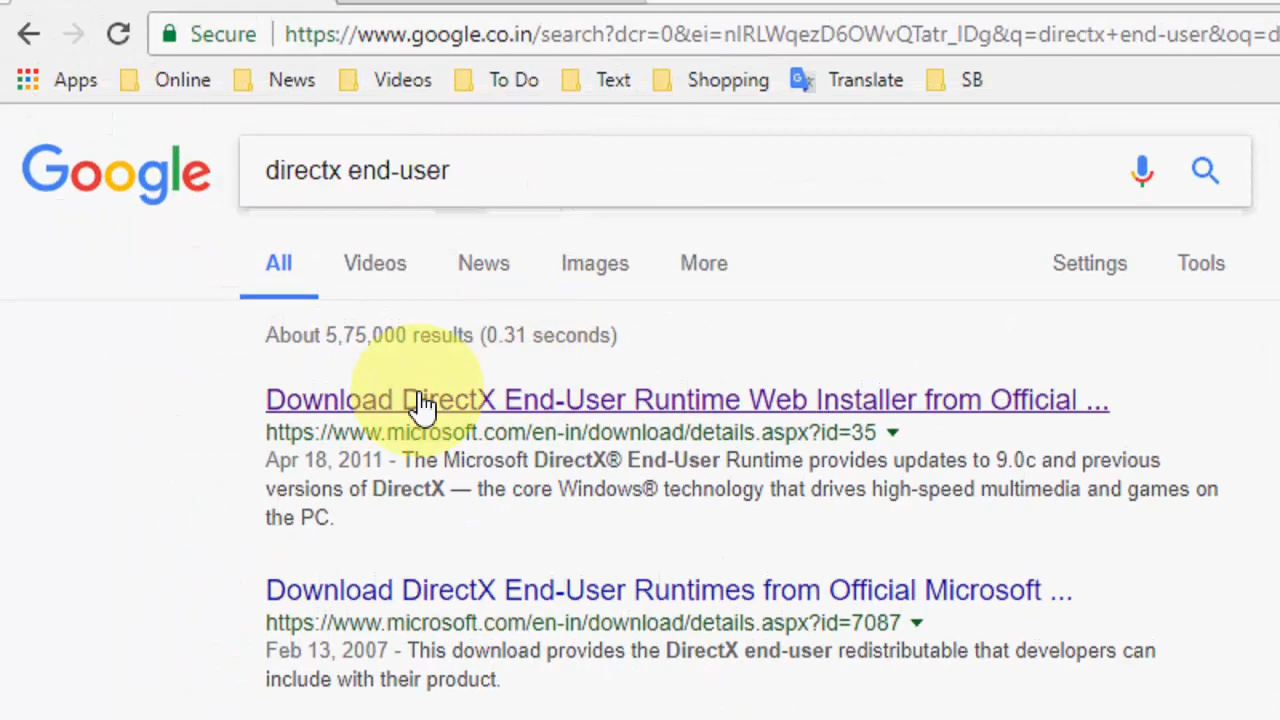 Secure https://www.google.co.in/search?dcr=0&ei=nlRLWqezD6OWvQTatr_IDg&q=directx+end-user&oq=d
Apps Online News Videos To Do Text Shopping Translate SB
Google directx end-user
All Videos News Images More Settings Tools
About 5,75,000 results (0.31 seconds)
Download DirectX End-User Runtime Web Installer from Official ...
https://www.microsoft.com/en-in/download/details.aspx?id=35
Apr 18, 2011 - The Microsoft DirectX® End-User Runtime provides updates to 9.0c and previous
versions of DirectX — the core Windows® technology that drives high-speed multimedia and games on
the PC.
Download DirectX End-User Runtimes from Official Microsoft ...
https://www.microsoft.com/en-in/download/details.aspx?id=7087
Feb 13, 2007 - This download provides the DirectX end-user redistributable that developers can
include with their product.